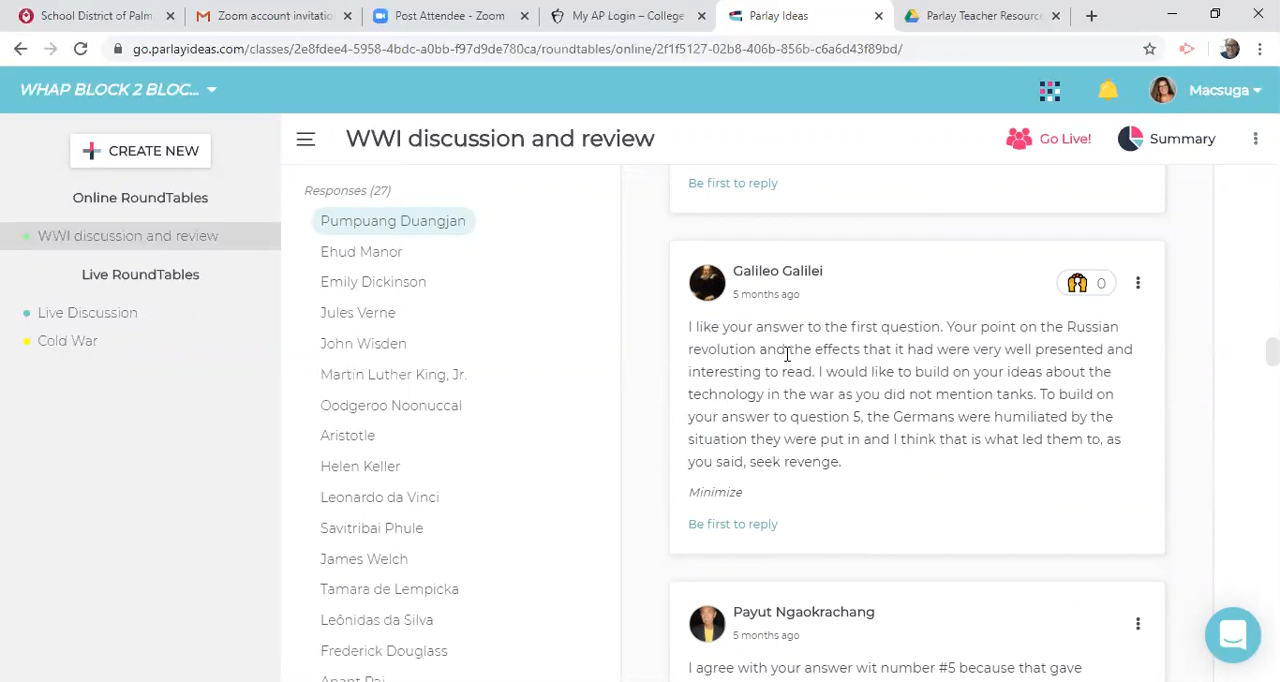 School District of Palm
Zoom account invitatio
Post Attendee - Zoom
My AP Login – College
Parlay Ideas
Parlay Teacher Resourc
go.parlayideas.com/classes/2e8fdee4-5958-4bdc-a0bb-f97d9de780ca/roundtables/online/2f1f5127-02b8-406b-856b-c6a6d43f89bd/
WHAP BLOCK 2 BLOC...
Macsuga
CREATE NEW
Online RoundTables
WWI discussion and review
Live RoundTables
Live Discussion
Cold War
WWI discussion and review
Go Live!
Summary
Responses (27)
Pumpuang Duangjan
Ehud Manor
Emily Dickinson
Jules Verne
John Wisden
Martin Luther King, Jr.
Oodgeroo Noonuccal
Aristotle
Helen Keller
Leonardo da Vinci
Savitribai Phule
James Welch
Tamara de Lempicka
Leônidas da Silva
Frederick Douglass
Anant Pai
Be first to reply
Galileo Galilei
5 months ago
0
I like your answer to the first question. Your point on the Russian
revolution and the effects that it had were very well presented and
interesting to read. I would like to build on your ideas about the
technology in the war as you did not mention tanks. To build on
your answer to question 5, the Germans were humiliated by the
situation they were put in and I think that is what led them to, as
you said, seek revenge.
Minimize
Be first to reply
Payut Ngaokrachang
5 months ago
I agree with your answer wit number #5 because that gave